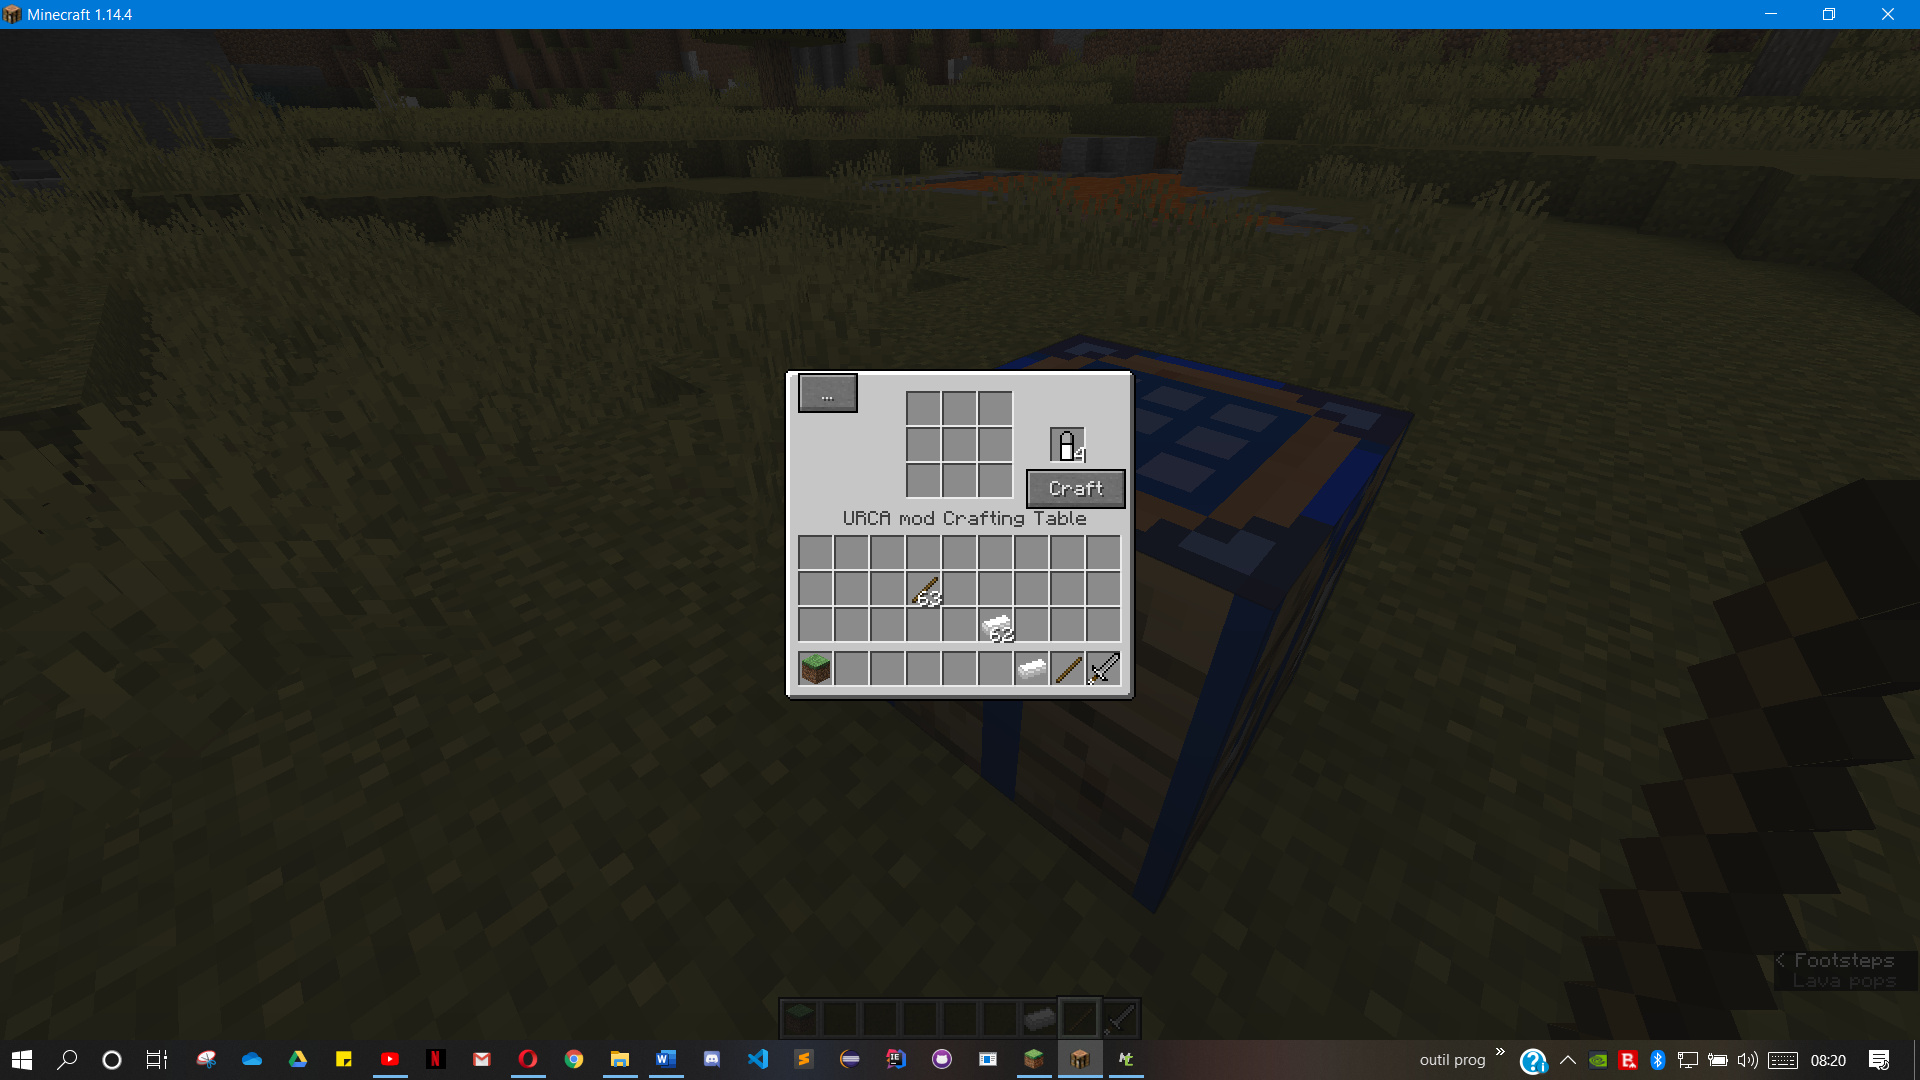 Minecraft 1.14.4
...
4
Craft
URCA mod Crafting Table
63
62
< Footsteps
Lava pops
outil prog »
08:20